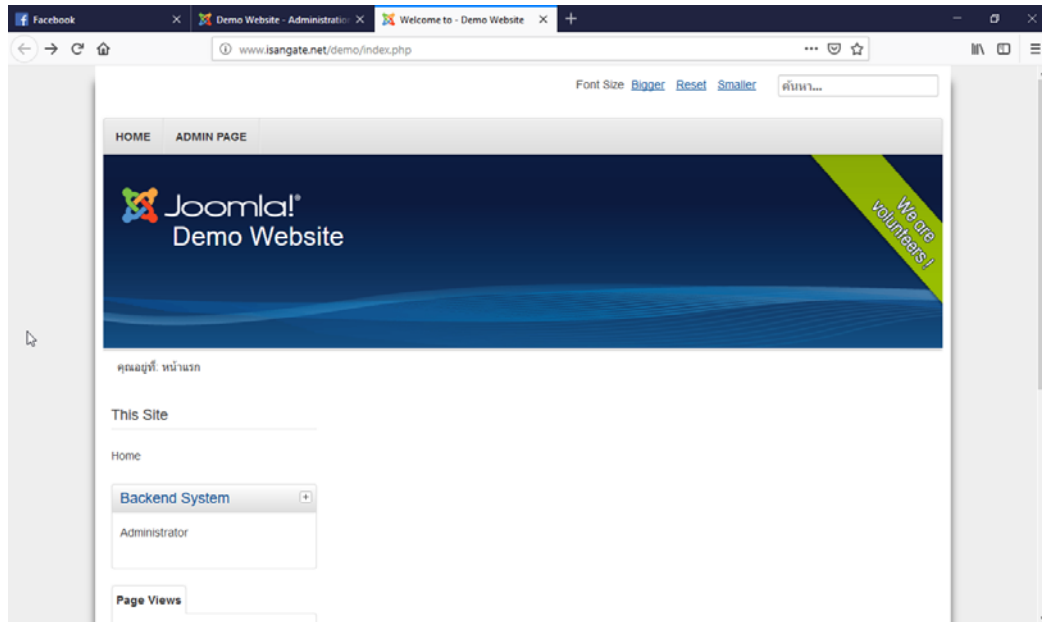 Facebook
Demo Website - Administration
Welcome to - Demo Website
www.isangate.net/demo/index.php
Font Size Bigger Reset Smaller ค้นหา...
HOME ADMIN PAGE
Joomla!®
Demo Website
We are
volunteers !
คุณอยู่ที่: หน้าแรก
This Site
Home
Backend System
Administrator
Page Views